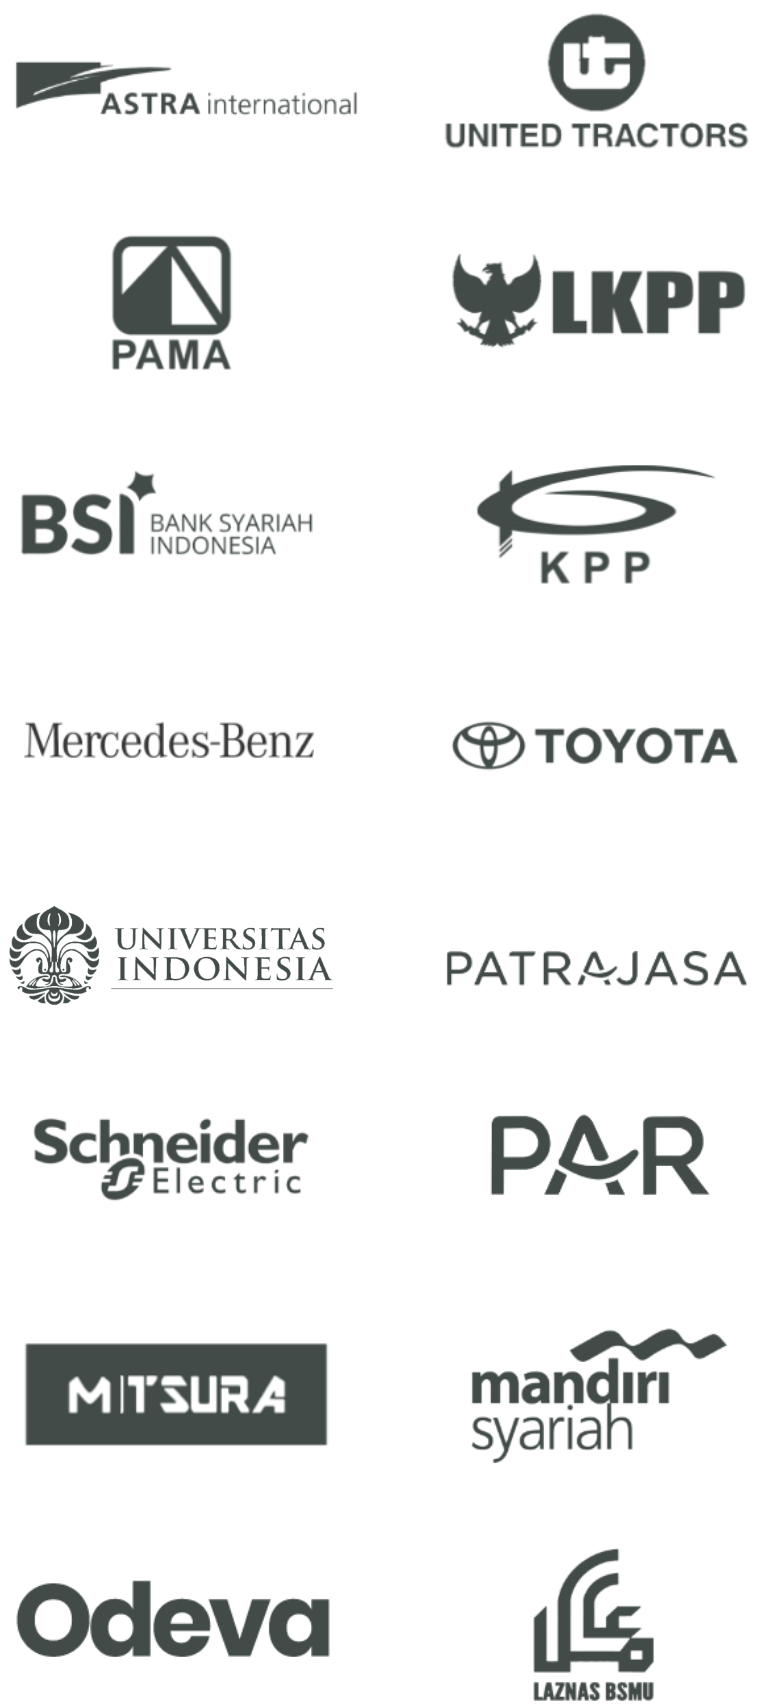 ASTRA international
UNITED TRACTORS
PAMA
LKPP
BSI BANK SYARIAH
INDONESIA
KPP
Mercedes-Benz
TOYOTA
UNIVERSITAS
INDONESIA
PATRAJASA
Schneider
Electric
PAR
MITSURA
mandiri
syariah
Odeva
LAZNAS BSMU